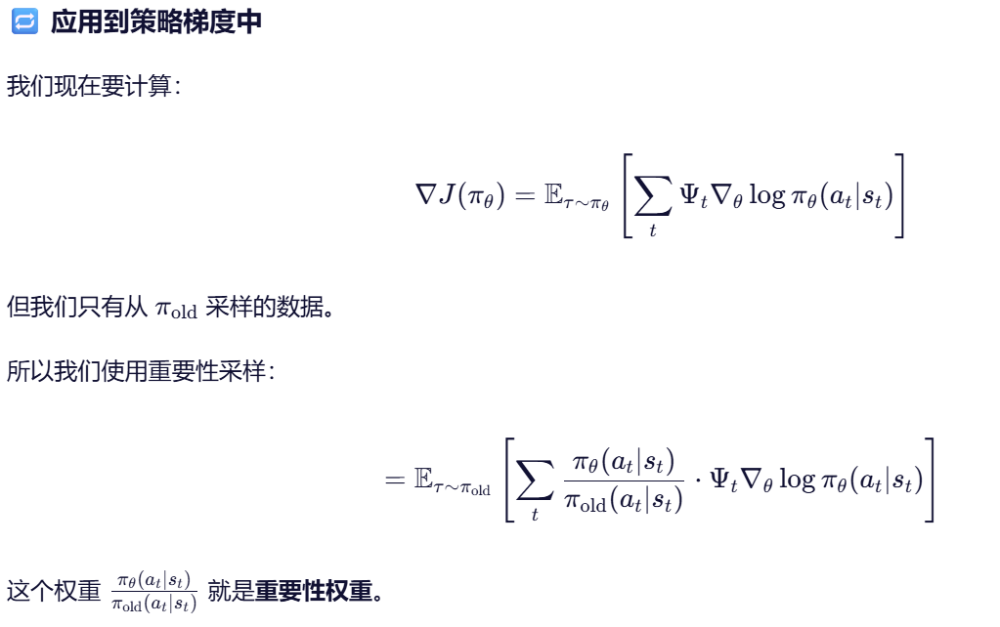 🔁 应用到策略梯度中
我们现在要计算：
$$\nabla J(\pi_\theta) = \mathbb{E}_{\tau \sim \pi_\theta} \left[ \sum_t \Psi_t \nabla_\theta \log \pi_\theta(a_t|s_t) \right]$$
但我们只有从 $\pi_{\text{old}}$ 采样的数据。
所以我们使用重要性采样：
$$= \mathbb{E}_{\tau \sim \pi_{\text{old}}} \left[ \sum_t \frac{\pi_\theta(a_t|s_t)}{\pi_{\text{old}}(a_t|s_t)} \cdot \Psi_t \nabla_\theta \log \pi_\theta(a_t|s_t) \right]$$
这个权重 $\frac{\pi_\theta(a_t|s_t)}{\pi_{\text{old}}(a_t|s_t)}$ 就是重要性权重。